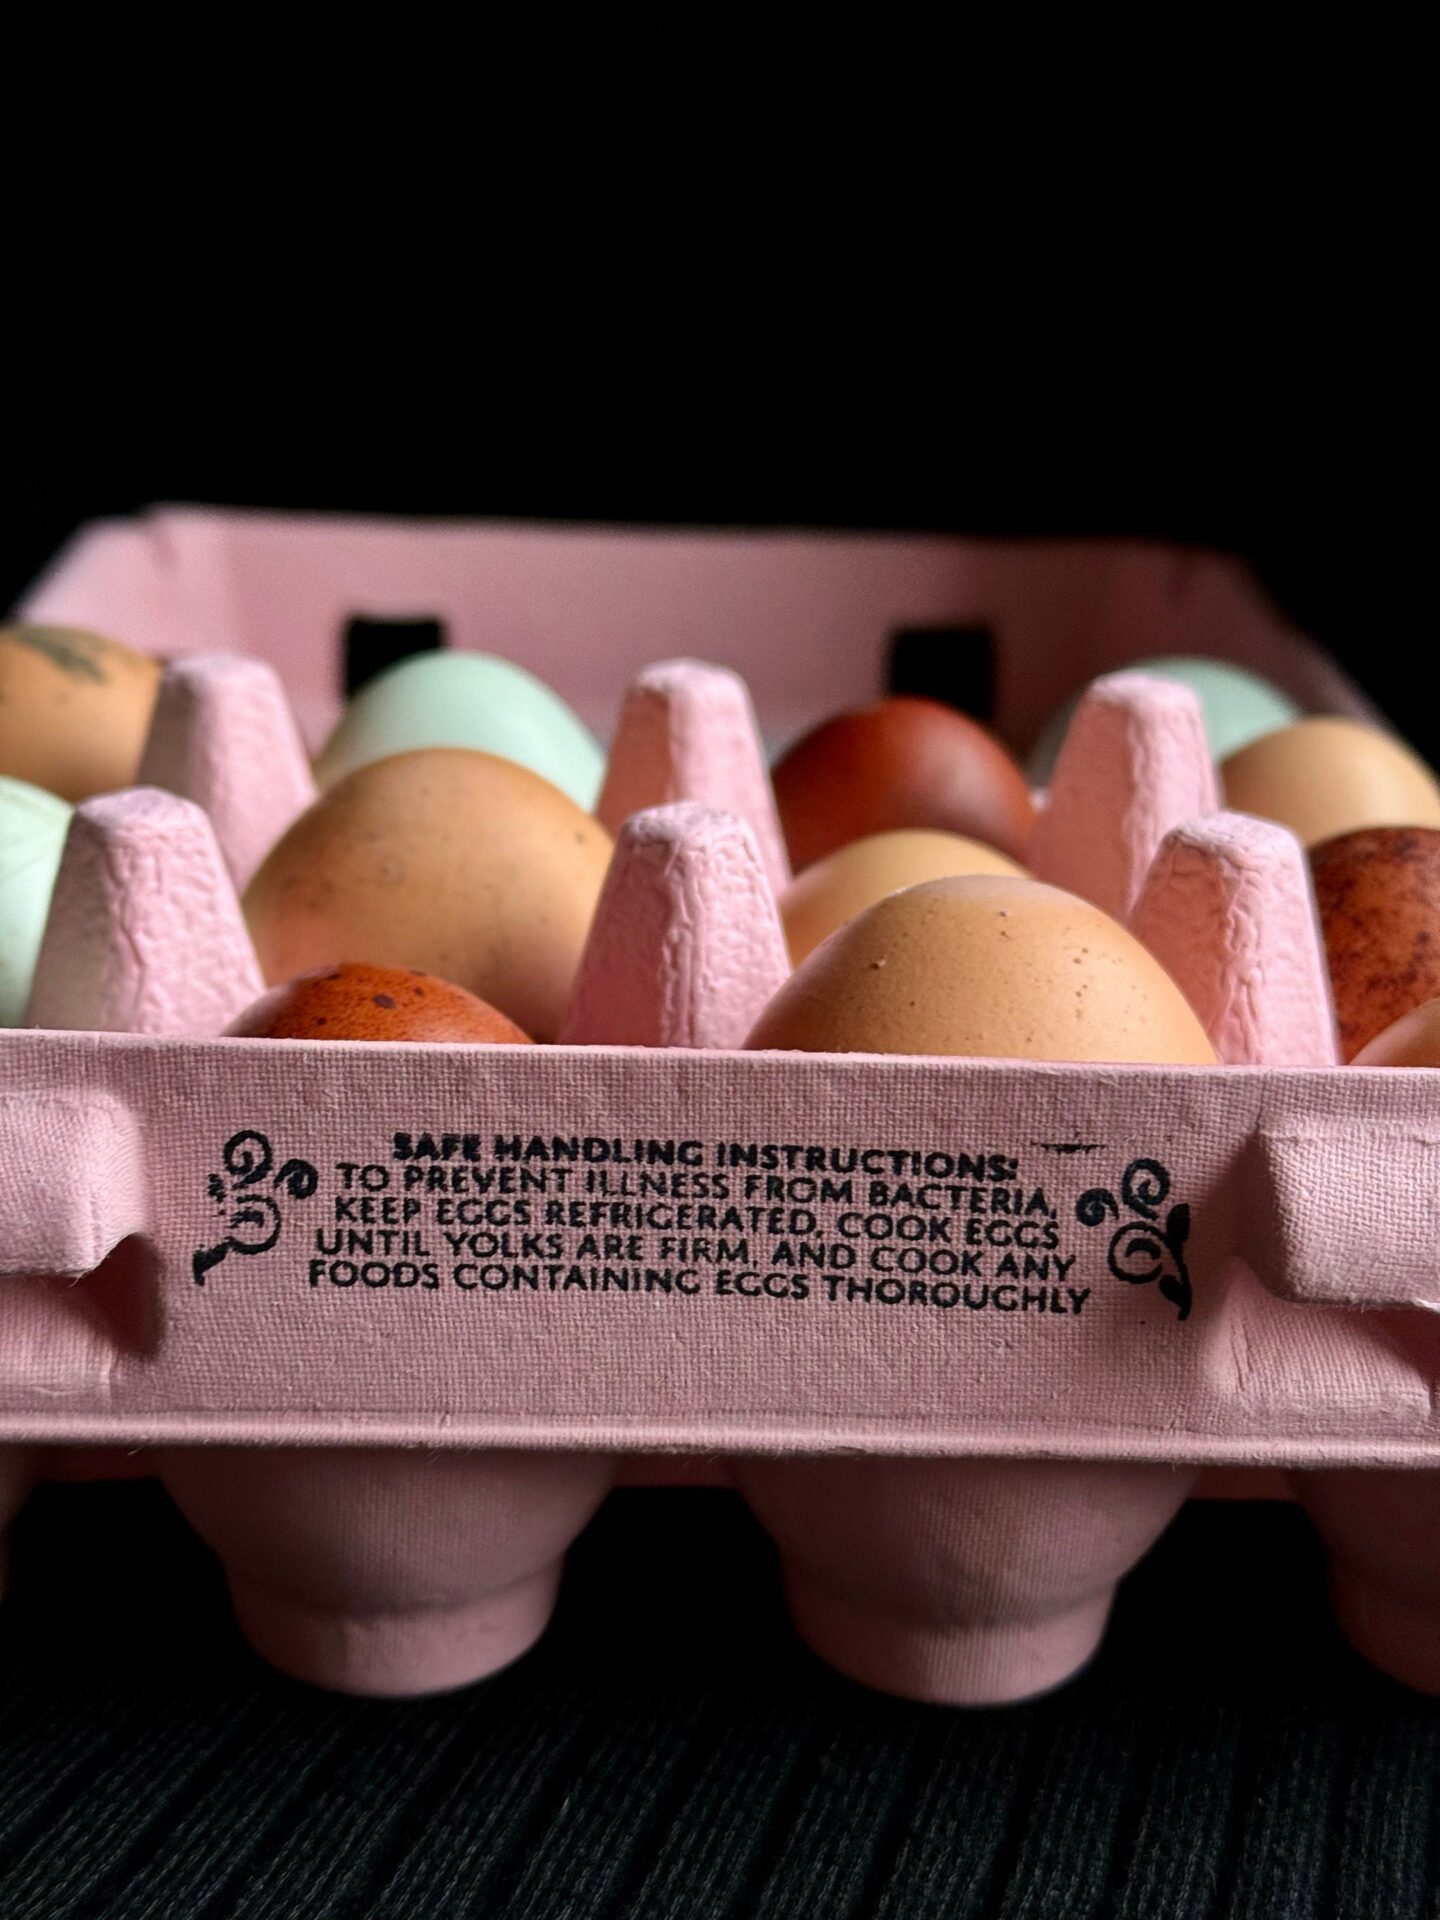 SAFE HANDLING INSTRUCTIONS:
TO PREVENT ILLNESS FROM BACTERIA,
KEEP EGGS REFRIGERATED, COOK EGGS
UNTIL YOLKS ARE FIRM, AND COOK ANY
FOODS CONTAINING EGGS THOROUGHLY